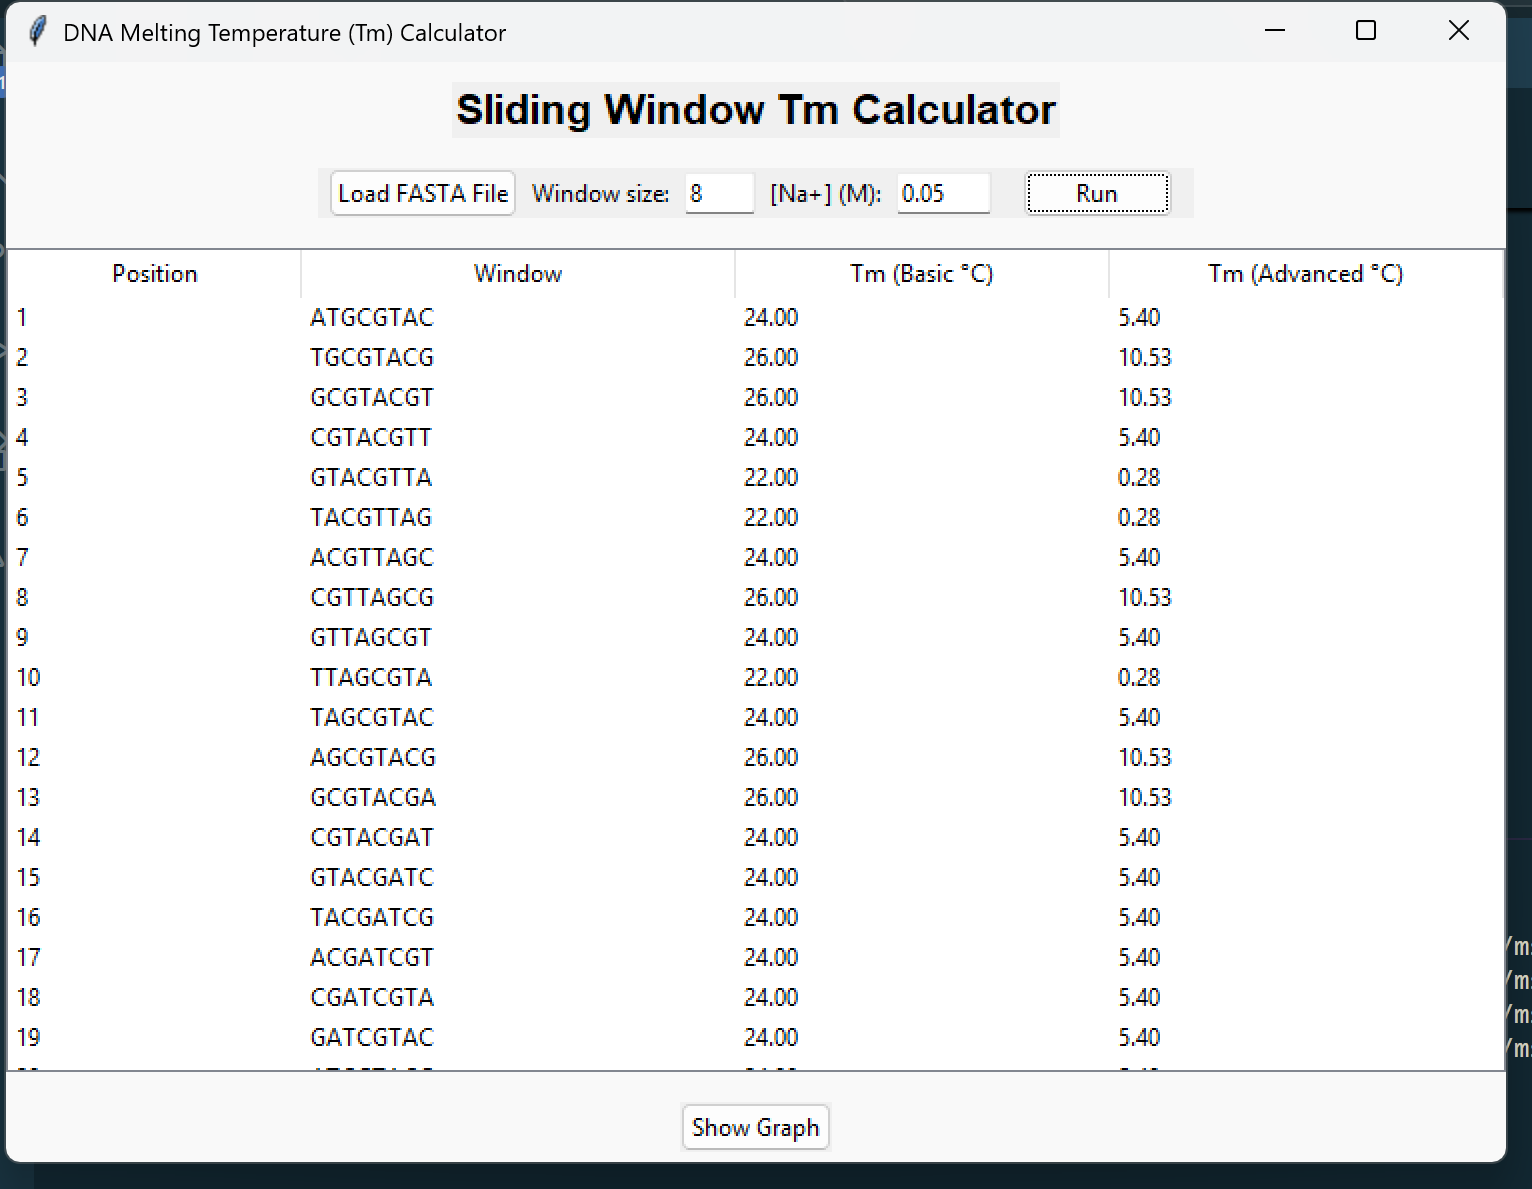 DNA Melting Temperature (Tm) Calculator
Sliding Window Tm Calculator
Load FASTA File Window size: 8 [Na+] (M): 0.05 Run
Position Window Tm (Basic °C) Tm (Advanced °C)
1 ATGCGTAC 24.00 5.40
2 TGCGTACG 26.00 10.53
3 GCGTACGT 26.00 10.53
4 CGTACGTT 24.00 5.40
5 GTACGTTA 22.00 0.28
6 TACGTTAG 22.00 0.28
7 ACGTTAGC 24.00 5.40
8 CGTTAGCG 26.00 10.53
9 GTTAGCGT 24.00 5.40
10 TTAGCGTA 22.00 0.28
11 TAGCGTAC 24.00 5.40
12 AGCGTACG 26.00 10.53
13 GCGTACGA 26.00 10.53
14 CGTACGAT 24.00 5.40
15 GTACGATC 24.00 5.40
16 TACGATCG 24.00 5.40
17 ACGATCGT 24.00 5.40
18 CGATCGTA 24.00 5.40
19 GATCGTAC 24.00 5.40
Show Graph